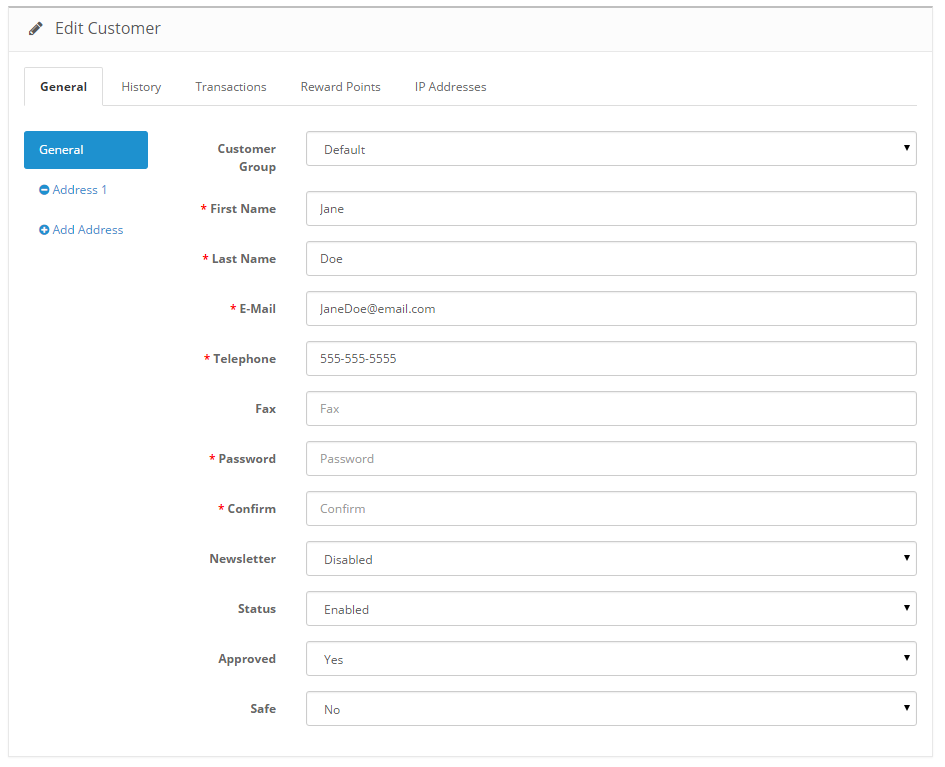 Edit Customer
General History Transactions Reward Points IP Addresses
General
Address 1
Add Address
Customer Group Default
* First Name Jane
* Last Name Doe
* E-Mail JaneDoe@email.com
* Telephone 555-555-5555
Fax Fax
* Password Password
* Confirm Confirm
Newsletter Disabled
Status Enabled
Approved Yes
Safe No